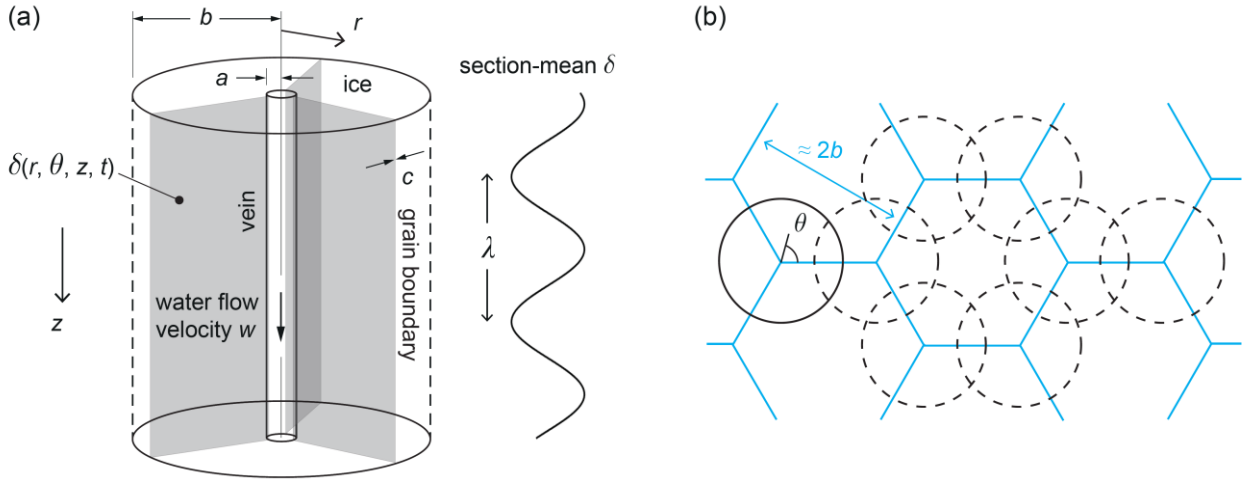 (a)
b
r
a
ice
section-mean δ
δ(r, θ, z, t)
vein
c
grain boundary
λ
z
water flow
velocity w
(b)
≈ 2b
θ